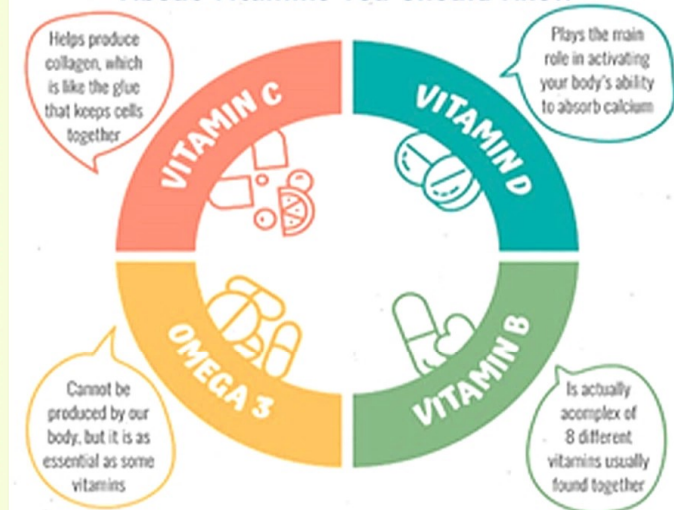 Helps produce
collagen, which
is like the glue
that keeps cells
together
VITAMIN C
VITAMIN D
Plays the main
role in activating
your body's ability
to absorb calcium
OMEGA 3
Cannot be
produced by our
body, but it is as
essential as some
vitamins
VITAMIN B
Is actually
acomplex of
8 different
vitamins usually
found together